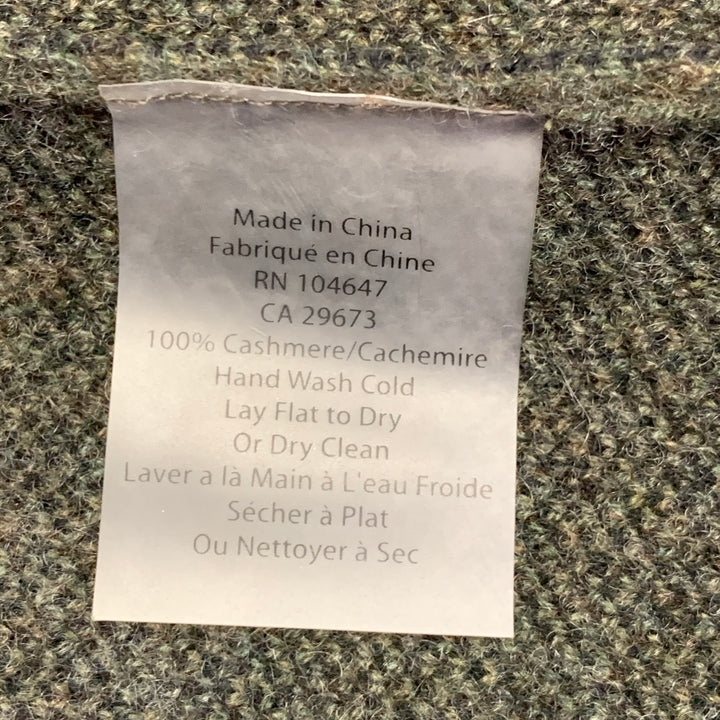 Made in China
Fabriqué en Chine
RN 104647
CA 29673
100% Cashmere/Cachemire
Hand Wash Cold
Lay Flat to Dry
Or Dry Clean
Laver a là Main à L'eau Froide
Sécher à Plat
Ou Nettoyer à Sec